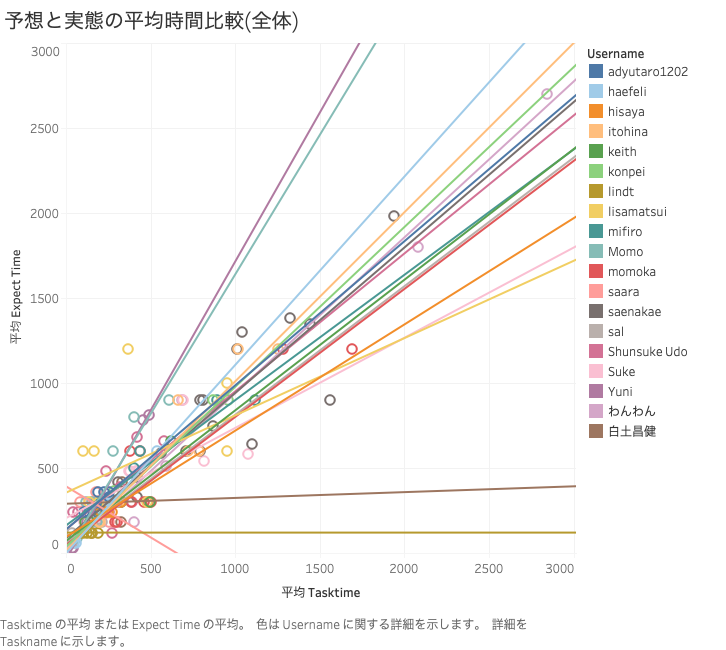 予想と実態の平均時間比較(全体)
3000
2500
2000
1500
1000
500
0
平均 Expect Time
0
500
1000
1500
2000
2500
3000
平均 Tasktime
Username
adyutaro1202
haefeli
hisaya
itohina
keith
konpei
lindt
lisamatsui
mifiro
Momo
momoka
saara
saenakae
sal
Shunsuke Udo
Suke
Yuni
わんわん
白土昌健
Tasktime の平均 または Expect Time の平均。 色は Username に関する詳細を示します。 詳細を
Taskname に示します。